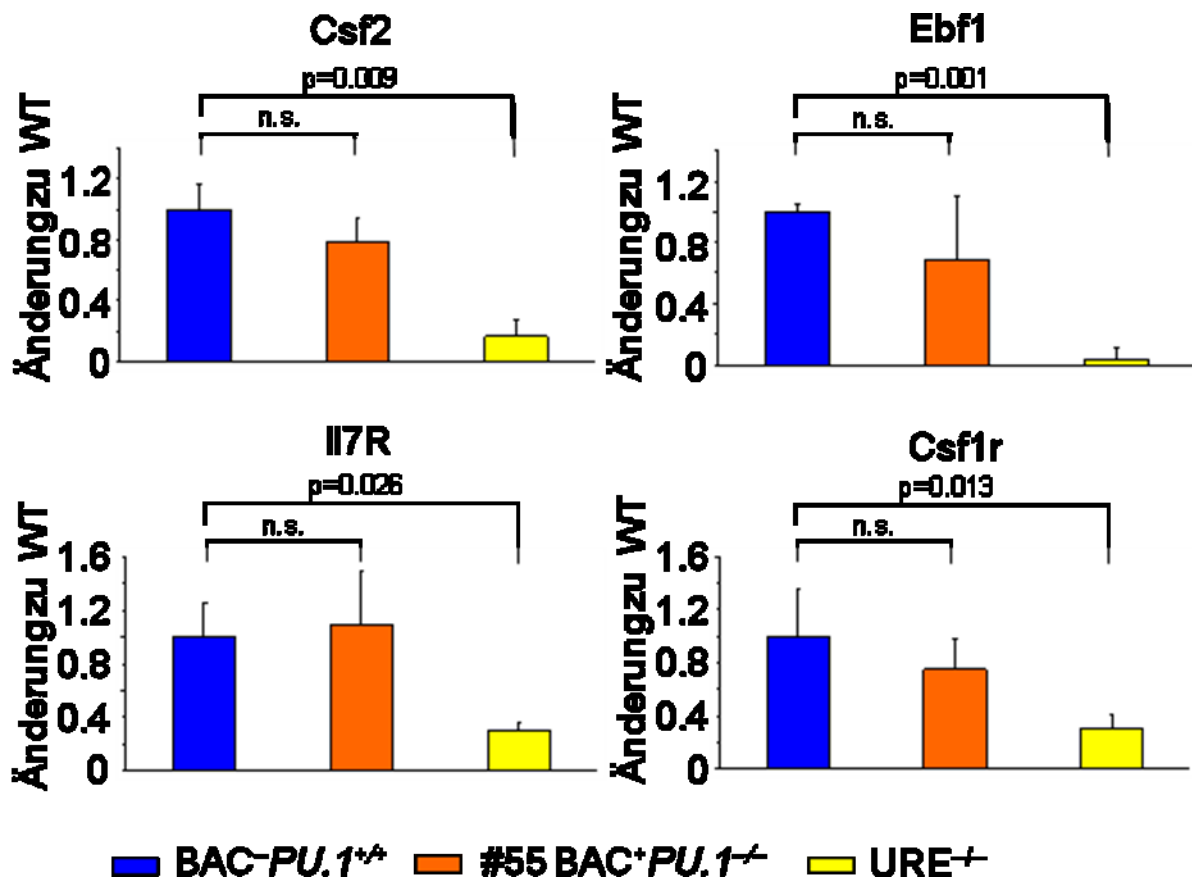 Csf2
p=0.009
n.s.
Änderungzu WT
1.2
0.8
0.4
0
Ebf1
p=0.001
n.s.
Änderungzu WT
1.2
0.8
0.4
0
Il7R
p=0.026
n.s.
Änderungzu WT
1.6
1.2
0.8
0.4
0
Csf1r
p=0.013
n.s.
Änderungzu WT
1.6
1.2
0.8
0.4
0
BAC⁻PU.1⁺/⁺ #55 BAC⁺PU.1⁻/⁻ URE⁻/⁻